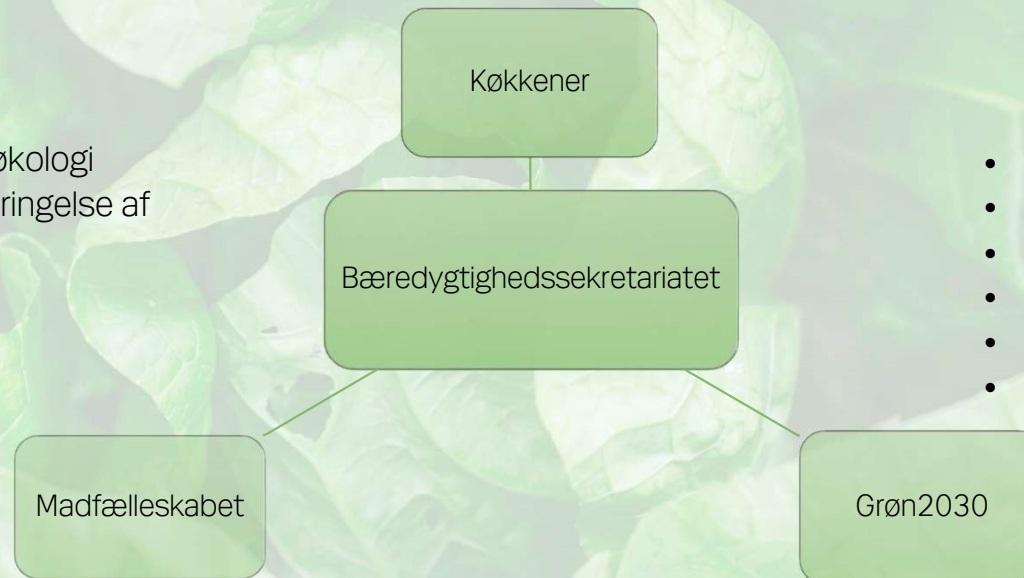 Køkkener
økologi
ringelse af
Bæredygtighedssekretariatet
•
•
•
•
•
•
Madfælleskabet
Grøn2030